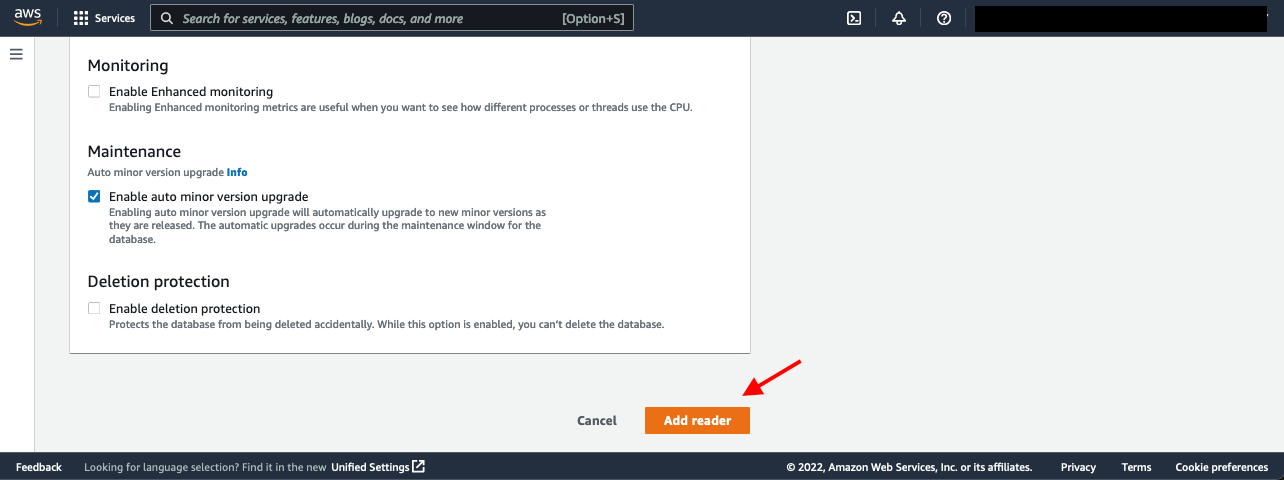 aws
Services
Search for services, features, blogs, docs, and more
[Option+S]
Monitoring
Enable Enhanced monitoring
Enabling Enhanced monitoring metrics are useful when you want to see how different processes or threads use the CPU.
Maintenance
Auto minor version upgrade Info
Enable auto minor version upgrade
Enabling auto minor version upgrade will automatically upgrade to new minor versions as
they are released. The automatic upgrades occur during the maintenance window for the
database.
Deletion protection
Enable deletion protection
Protects the database from being deleted accidentally. While this option is enabled, you can't delete the database.
Cancel
Add reader
Feedback
Looking for language selection? Find it in the new Unified Settings
© 2022, Amazon Web Services, Inc. or its affiliates.
Privacy
Terms
Cookie preferences